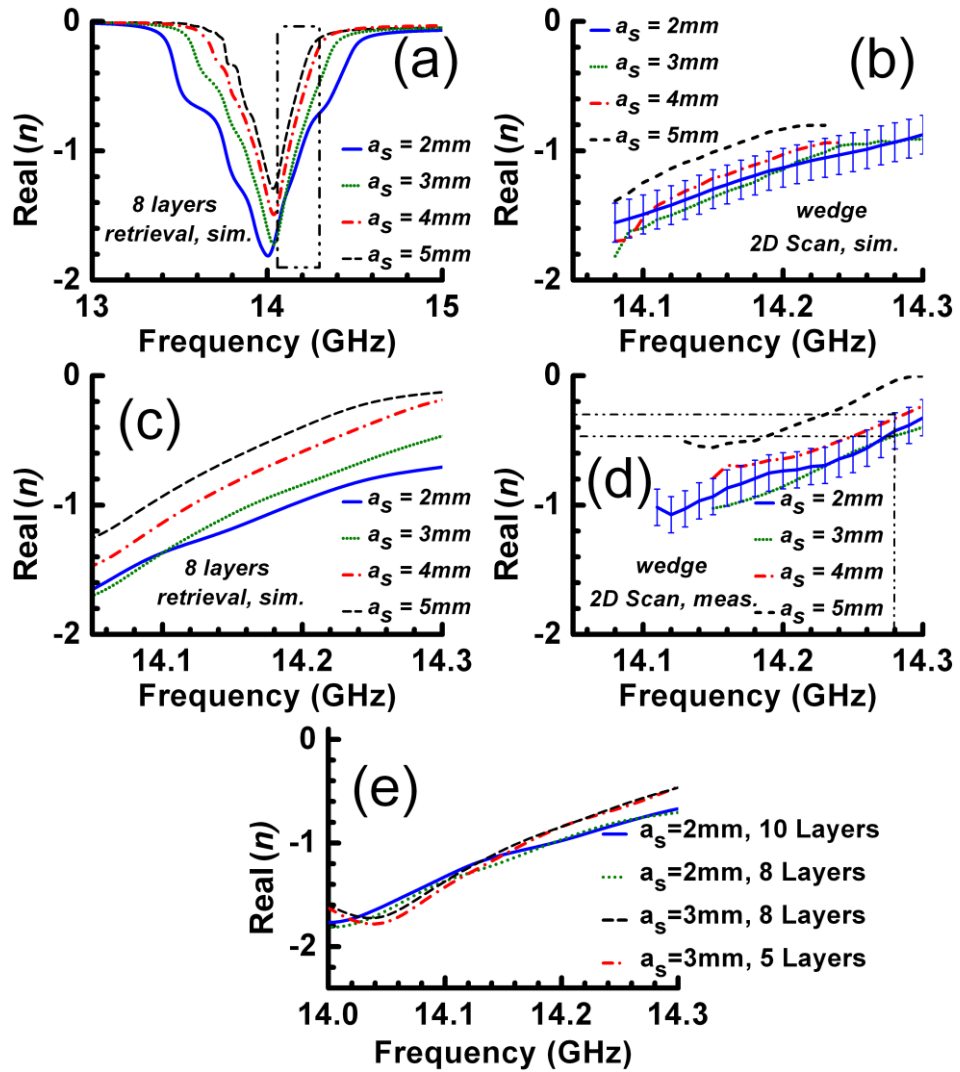 0
-1
-2
Real (n)
(a)
8 layers
retrieval, sim.
a_s = 2mm
a_s = 3mm
a_s = 4mm
a_s = 5mm
13
14
15
Frequency (GHz)
0
-1
-2
Real (n)
(b)
a_s = 2mm
a_s = 3mm
a_s = 4mm
a_s = 5mm
wedge
2D Scan, sim.
14.1
14.2
14.3
Frequency (GHz)
0
-1
-2
Real (n)
(c)
a_s = 2mm
a_s = 3mm
a_s = 4mm
a_s = 5mm
8 layers
retrieval, sim.
14.1
14.2
14.3
Frequency (GHz)
0
-1
-2
Real (n)
(d)
a_s = 2mm
a_s = 3mm
a_s = 4mm
a_s = 5mm
wedge
2D Scan, meas.
14.1
14.2
14.3
Frequency (GHz)
0
-1
-2
Real (n)
(e)
a_s=2mm, 10 Layers
a_s=2mm, 8 Layers
a_s=3mm, 8 Layers
a_s=3mm, 5 Layers
14.0
14.1
14.2
14.3
Frequency (GHz)